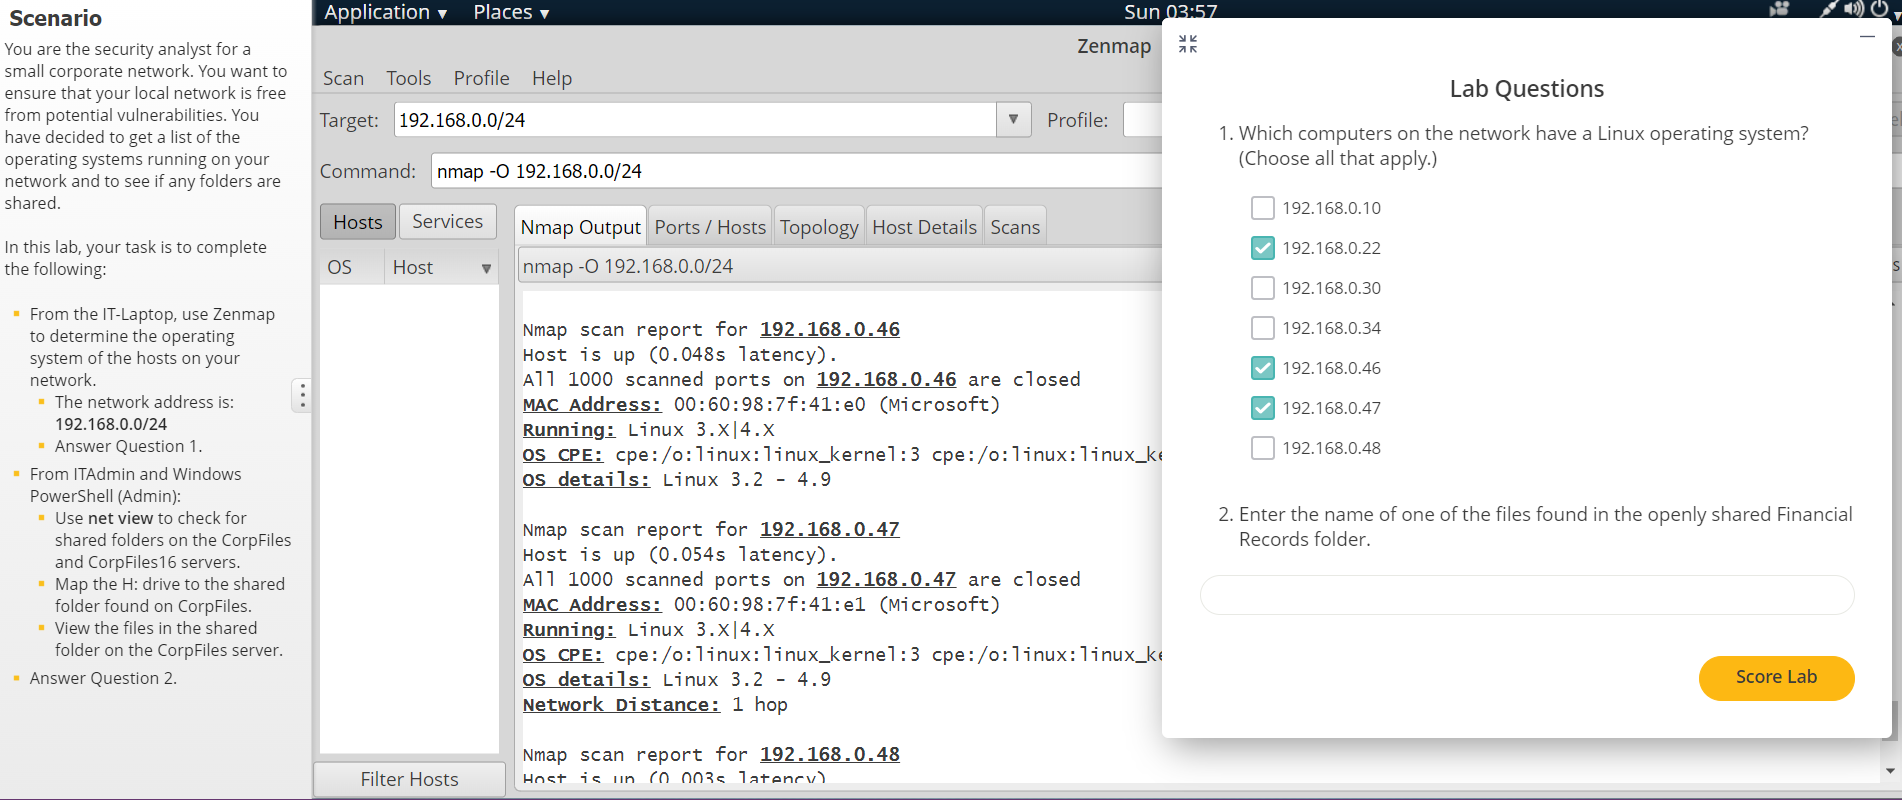 Scenario
You are the security analyst for a
small corporate network. You want to
ensure that your local network is free
from potential vulnerabilities. You
have decided to get a list of the
operating systems running on your
network and to see if any folders are
shared.
In this lab, your task is to complete
the following:
From the IT-Laptop, use Zenmap
to determine the operating
system of the hosts on your
network.
The network address is:
192.168.0.0/24
Answer Question 1.
From ITAdmin and Windows
PowerShell (Admin):
Use net view to check for
shared folders on the CorpFiles
and CorpFiles16 servers.
Map the H: drive to the shared
folder found on CorpFiles.
View the files in the shared
folder on the CorpFiles server.
Answer Question 2.
Application Places Sun 03:57
Zenmap
Scan Tools Profile Help
Target: 192.168.0.0/24 Profile:
Command: nmap -O 192.168.0.0/24
Hosts Services
OS Host
Filter Hosts
Nmap Output Ports / Hosts Topology Host Details Scans
nmap -O 192.168.0.0/24
Nmap scan report for 192.168.0.46
Host is up (0.048s latency).
All 1000 scanned ports on 192.168.0.46 are closed
MAC Address: 00:60:98:7f:41:e0 (Microsoft)
Running: Linux 3.X|4.X
OS CPE: cpe:/o:linux:linux_kernel:3 cpe:/o:linux:linux_ke
OS details: Linux 3.2 - 4.9
Nmap scan report for 192.168.0.47
Host is up (0.054s latency).
All 1000 scanned ports on 192.168.0.47 are closed
MAC Address: 00:60:98:7f:41:e1 (Microsoft)
Running: Linux 3.X|4.X
OS CPE: cpe:/o:linux:linux_kernel:3 cpe:/o:linux:linux_ke
OS details: Linux 3.2 - 4.9
Network Distance: 1 hop
Nmap scan report for 192.168.0.48
Host is up (0.003s latency)
Lab Questions
1. Which computers on the network have a Linux operating system?
(Choose all that apply.)
192.168.0.10
192.168.0.22
192.168.0.30
192.168.0.34
192.168.0.46
192.168.0.47
192.168.0.48
2. Enter the name of one of the files found in the openly shared Financial
Records folder.
Score Lab